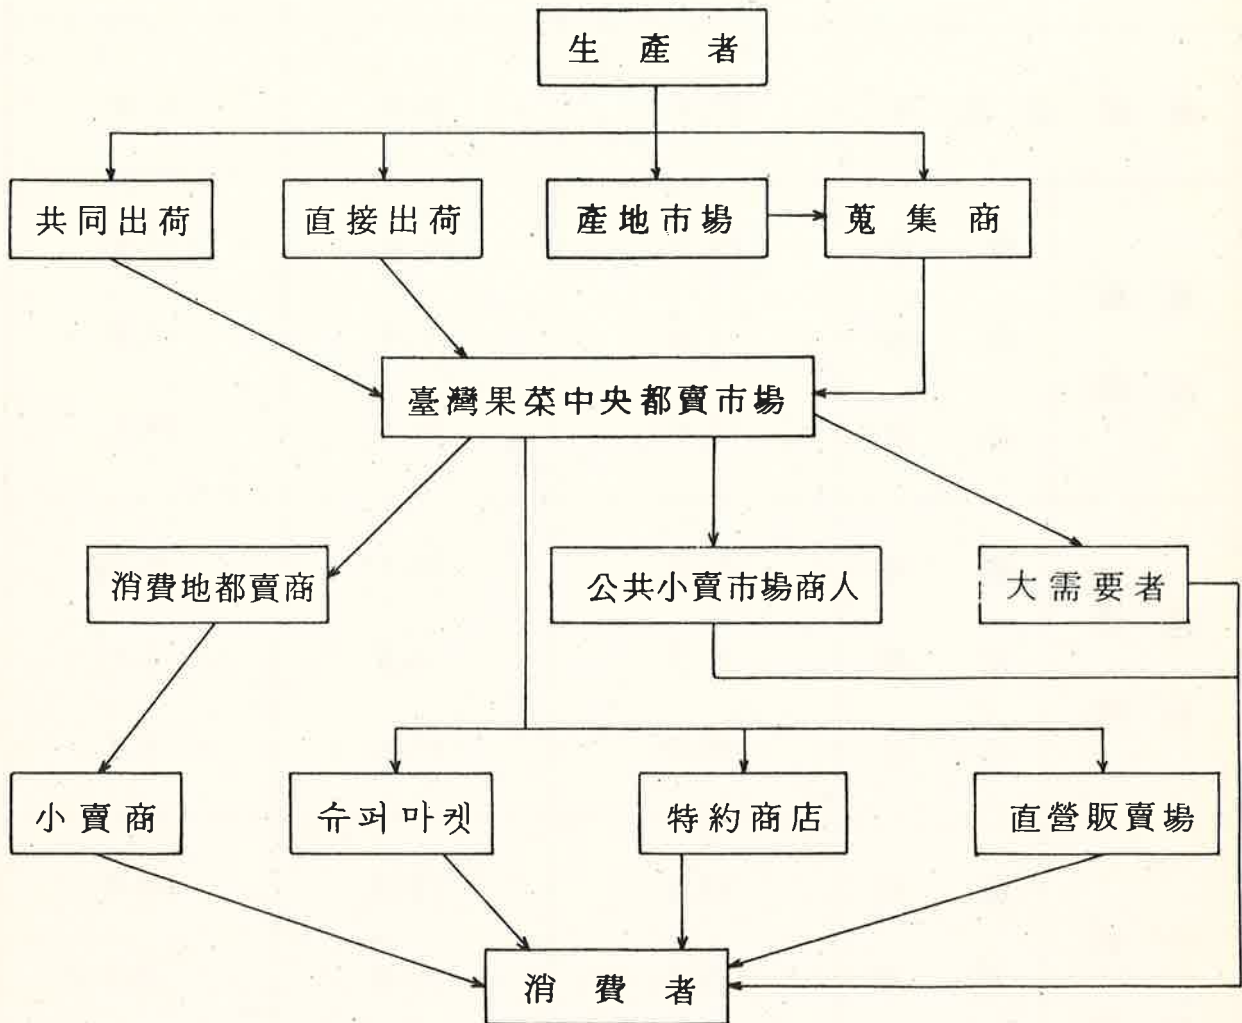 生產者
共同出荷
直接出荷
產地市場
蒐集商
臺灣果菜中央都賣市場
消費地都賣商
公共小賣市場商人
大需要者
小賣商
슈퍼마켓
特約商店
直營販賣場
消費者